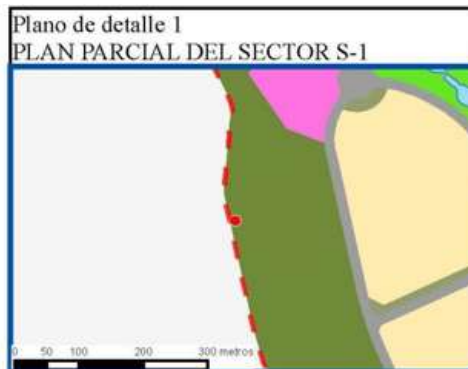 Plano de detalle 1
PLAN PARCIAL DEL SECTOR S-1
0 50 100 200 300 metros